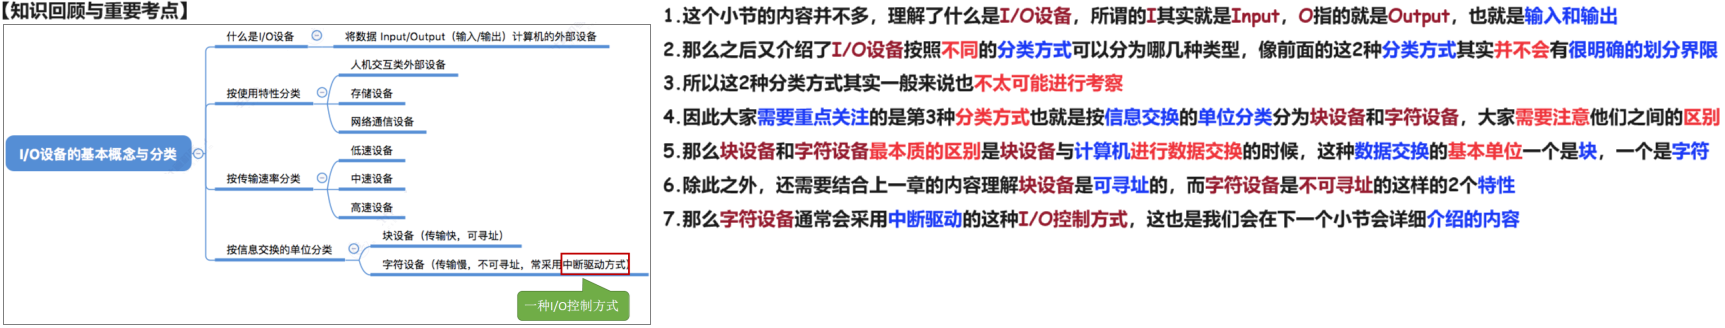 【知识回顾与重要考点】
I/O设备的基本概念与分类
什么是I/O设备
将数据 Input/Output（输入/输出）计算机的外部设备
按使用特性分类
人机交互类外部设备
存储设备
网络通信设备
按传输速率分类
低速设备
中速设备
高速设备
按信息交换的单位分类
块设备（传输快，可寻址）
字符设备（传输慢，不可寻址，常采用中断驱动方式）
一种I/O控制方式
1.这个小节的内容并不多，理解了什么是I/O设备，所谓的I其实就是Input，O指的就是Output，也就是输入和输出
2.那么之后又介绍了I/O设备按照不同的分类方式可以分为哪几种类型，像前面的这2种分类方式其实并不会有很明确的划分界限
3.所以这2种分类方式其实一般来说也不太可能进行考察
4.因此大家需要重点关注的是第3种分类方式也就是按信息交换的单位分类分为块设备和字符设备，大家需要注意他们之间的区别
5.那么块设备和字符设备最本质的区别是块设备与计算机进行数据交换的时候，这种数据交换的基本单位一个是块，一个是字符
6.除此之外，还需要结合上一章的内容理解块设备是可寻址的，而字符设备是不可寻址的这样的2个特性
7.那么字符设备通常会采用中断驱动的这种I/O控制方式，这也是我们会在下一个小节会详细介绍的内容